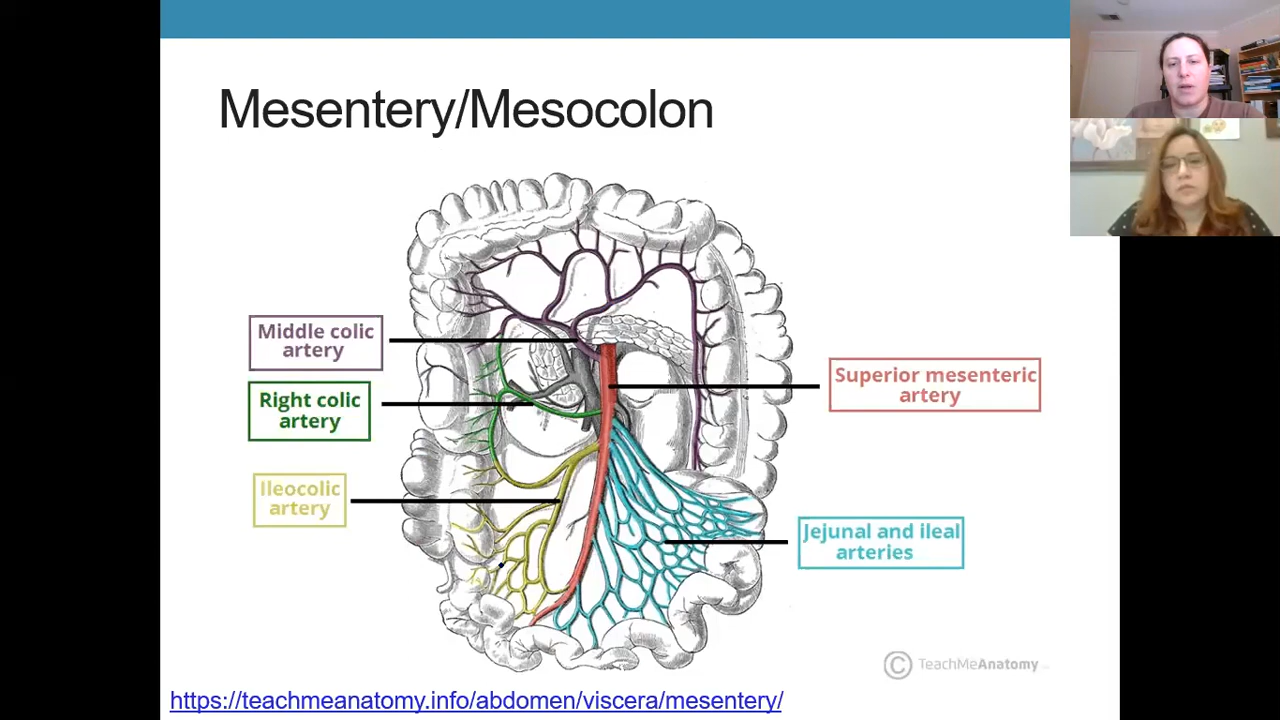 Mesentery/Mesocolon
Middle colic
artery
Right colic
artery
Ileocolic
artery
Superior mesenteric
artery
Jejunal and ileal
arteries
© TeachMeAnatomy
https://teachmeanatomy.info/abdomen/viscera/mesentery/